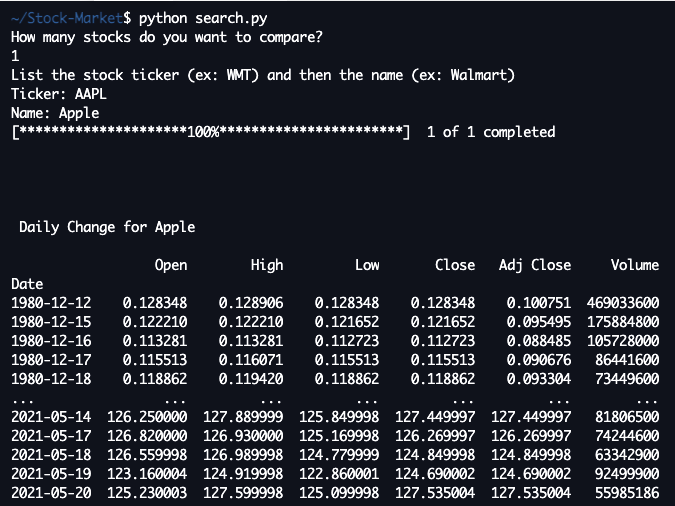 ~/Stock-Market$ python search.py
How many stocks do you want to compare?
1
List the stock ticker (ex: WMT) and then the name (ex: Walmart)
Ticker: AAPL
Name: Apple
[*********************100%***********************]  1 of 1 completed
Daily Change for Apple
Open High Low Close Adj Close Volume
Date
1980-12-12 0.128348 0.128906 0.128348 0.128348 0.100751 469033600
1980-12-15 0.122210 0.122210 0.121652 0.121652 0.095495 175884800
1980-12-16 0.113281 0.113281 0.112723 0.112723 0.088485 105728000
1980-12-17 0.115513 0.116071 0.115513 0.115513 0.090676 86441600
1980-12-18 0.118862 0.119420 0.118862 0.118862 0.093304 73449600
... ... ... ... ... ... ...
2021-05-14 126.250000 127.889999 125.849998 127.449997 127.449997 81806500
2021-05-17 126.820000 126.930000 125.169998 126.269997 126.269997 74244600
2021-05-18 126.559998 126.989998 124.779999 124.849998 124.849998 63342900
2021-05-19 123.160004 124.919998 122.860001 124.690002 124.690002 92499900
2021-05-20 125.230003 127.599998 125.099998 127.535004 127.535004 55985186